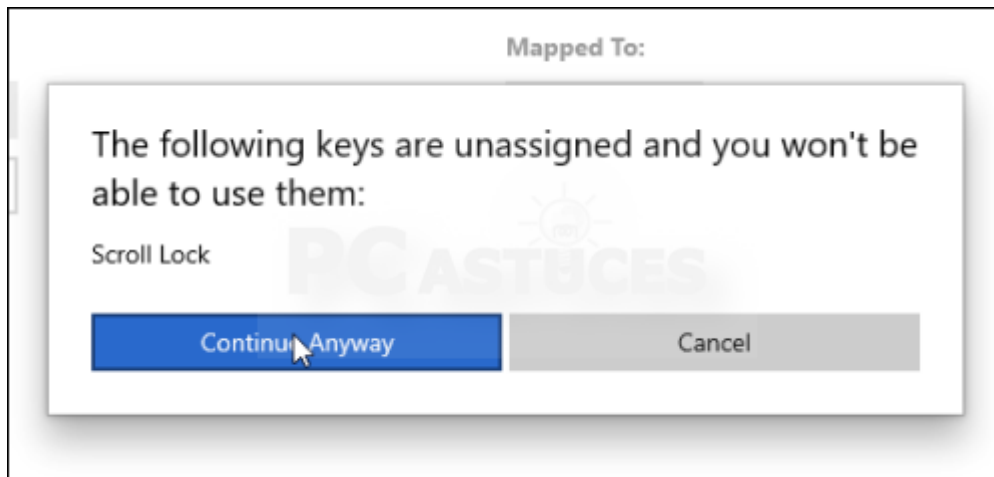 Mapped To:
The following keys are unassigned and you won't be
able to use them:
Scroll Lock
PC ASTUCES
Continue Anyway
Cancel